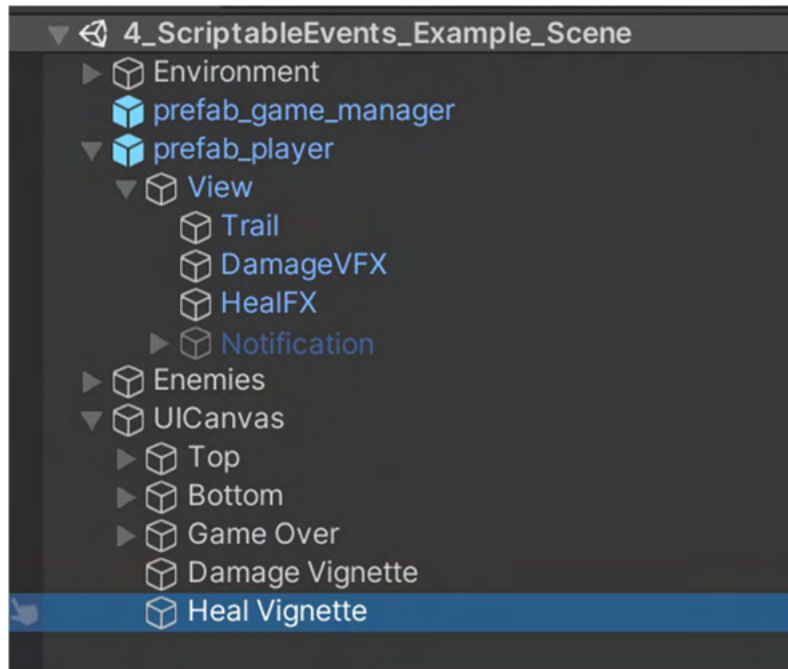 4_ScriptableEvents_Example_Scene
Environment
prefab_game_manager
prefab_player
View
Trail
DamageVFX
HealFX
Notification
Enemies
UICanvas
Top
Bottom
Game Over
Damage Vignette
Heal Vignette